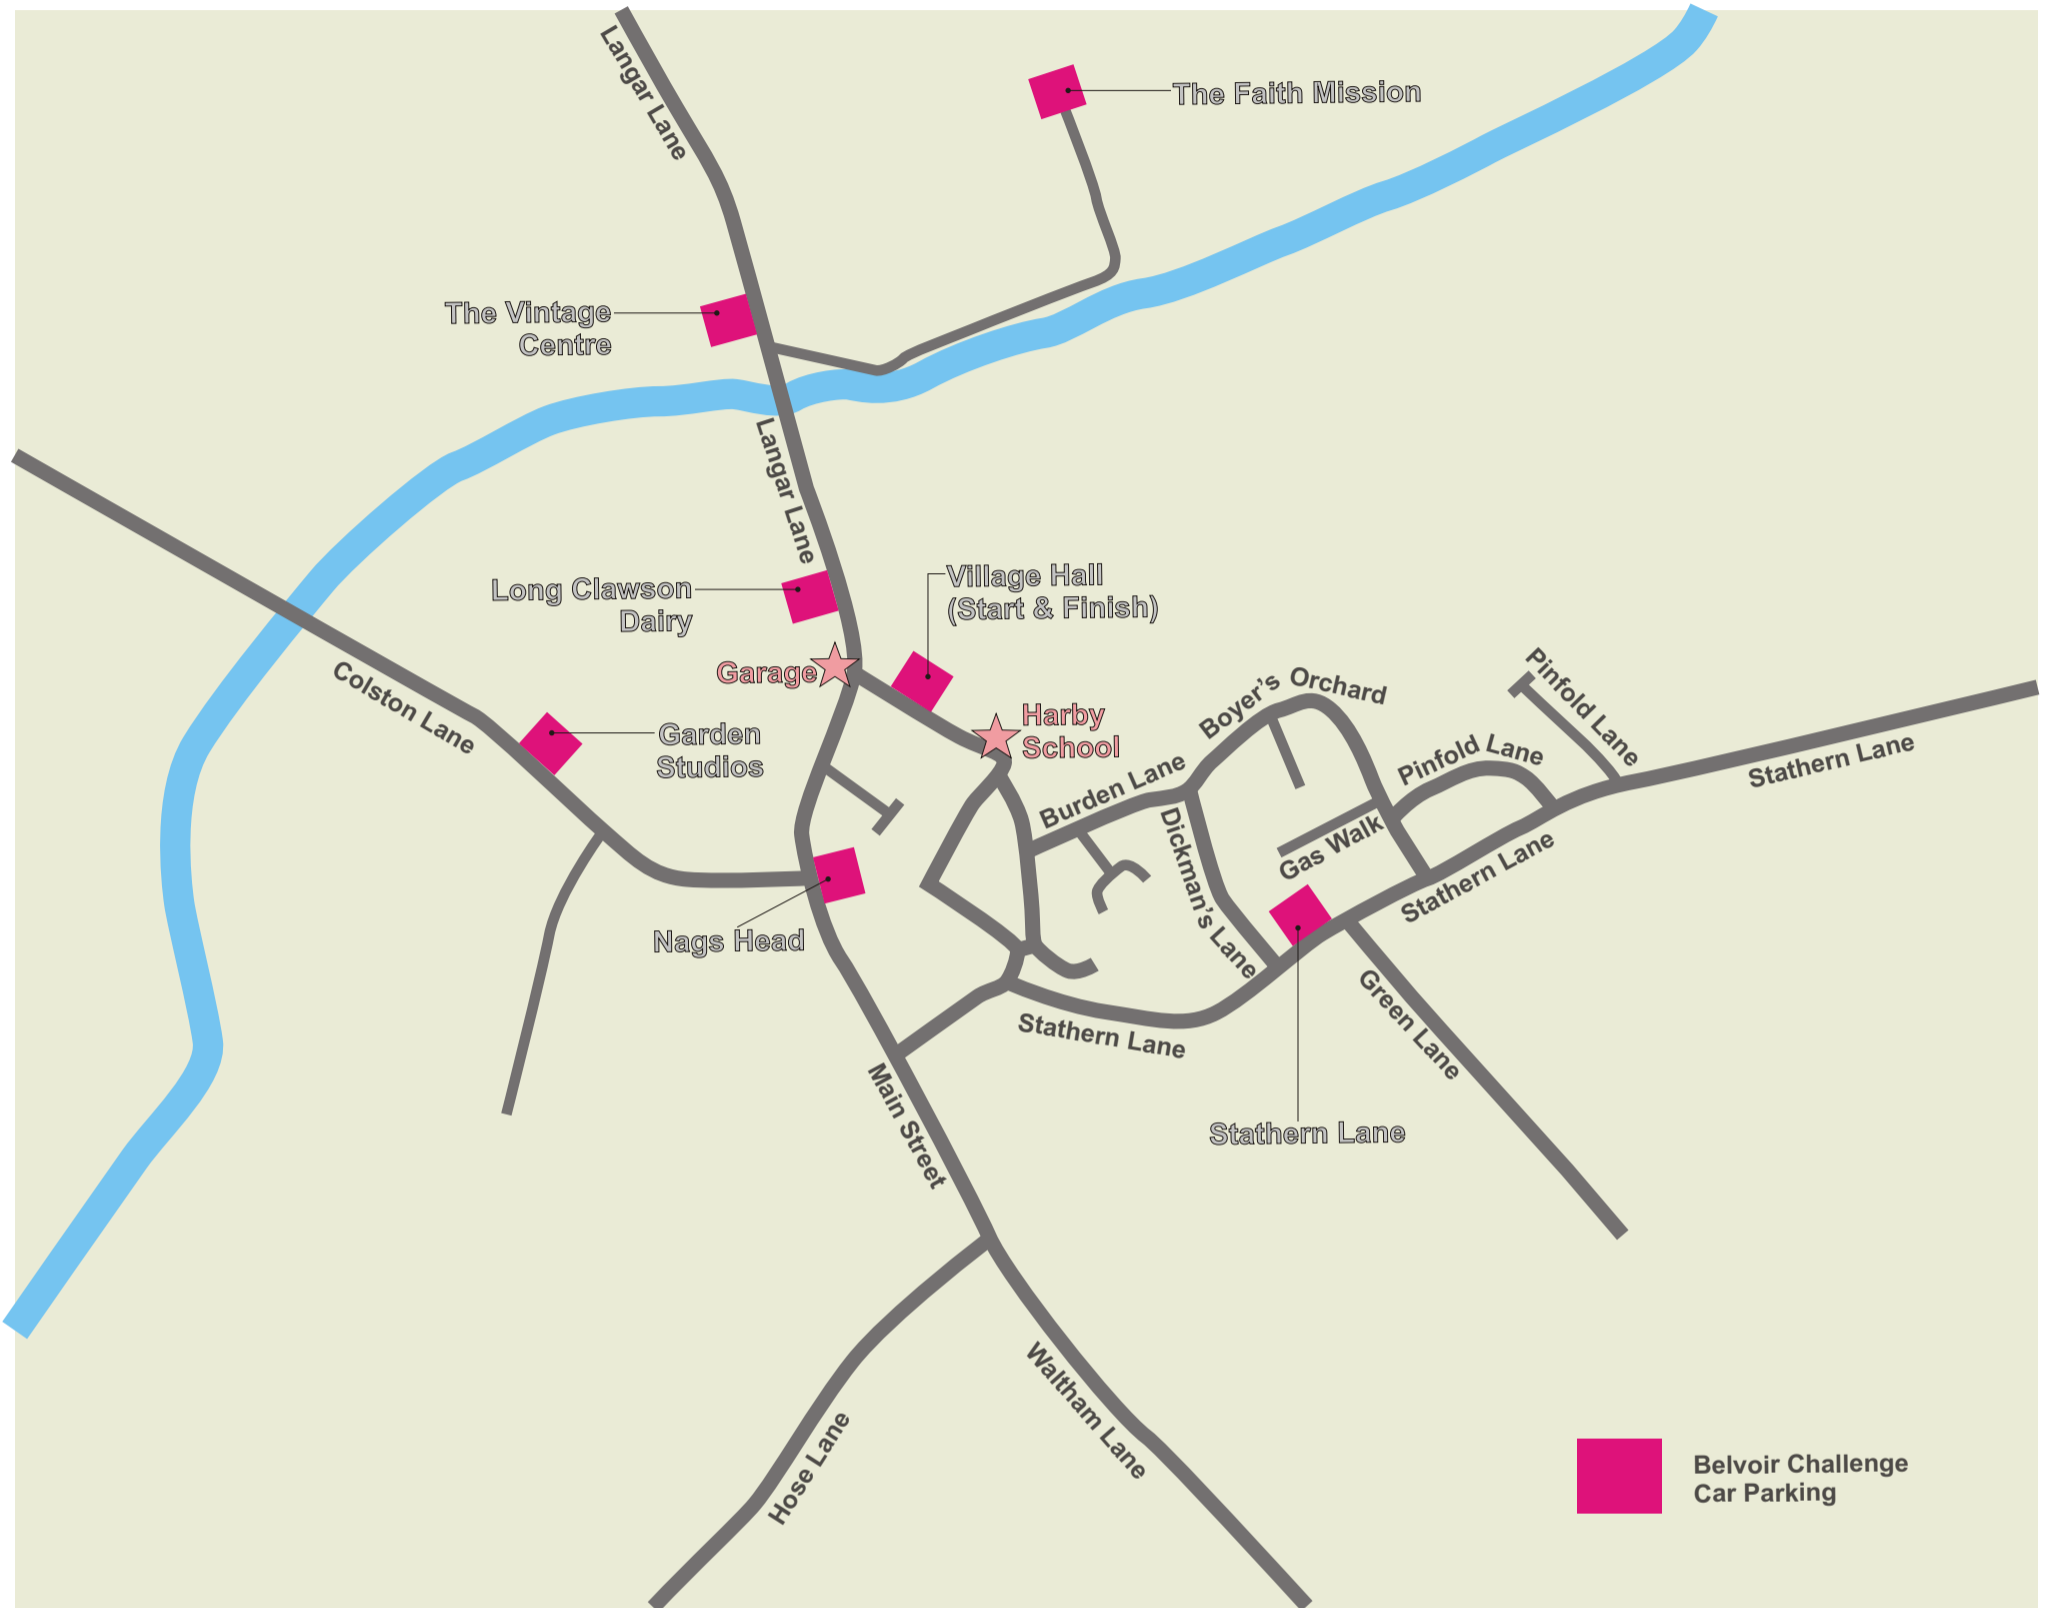 Langar Lane
The Faith Mission
The Vintage
Centre
Langar Lane
Long Clawson
Dairy
Village Hall
(Start & Finish)
Garage
Harby
School
Colston Lane
Garden
Studios
Nags Head
Burden Lane
Boyer’s Orchard
Pinfold Lane
Pinfold Lane
Stathern Lane
Dickman’s Lane
Gas Walk
Stathern Lane
Green Lane
Stathern Lane
Stathern Lane
Main Street
Waltham Lane
Hose Lane
Belvoir Challenge
Car Parking